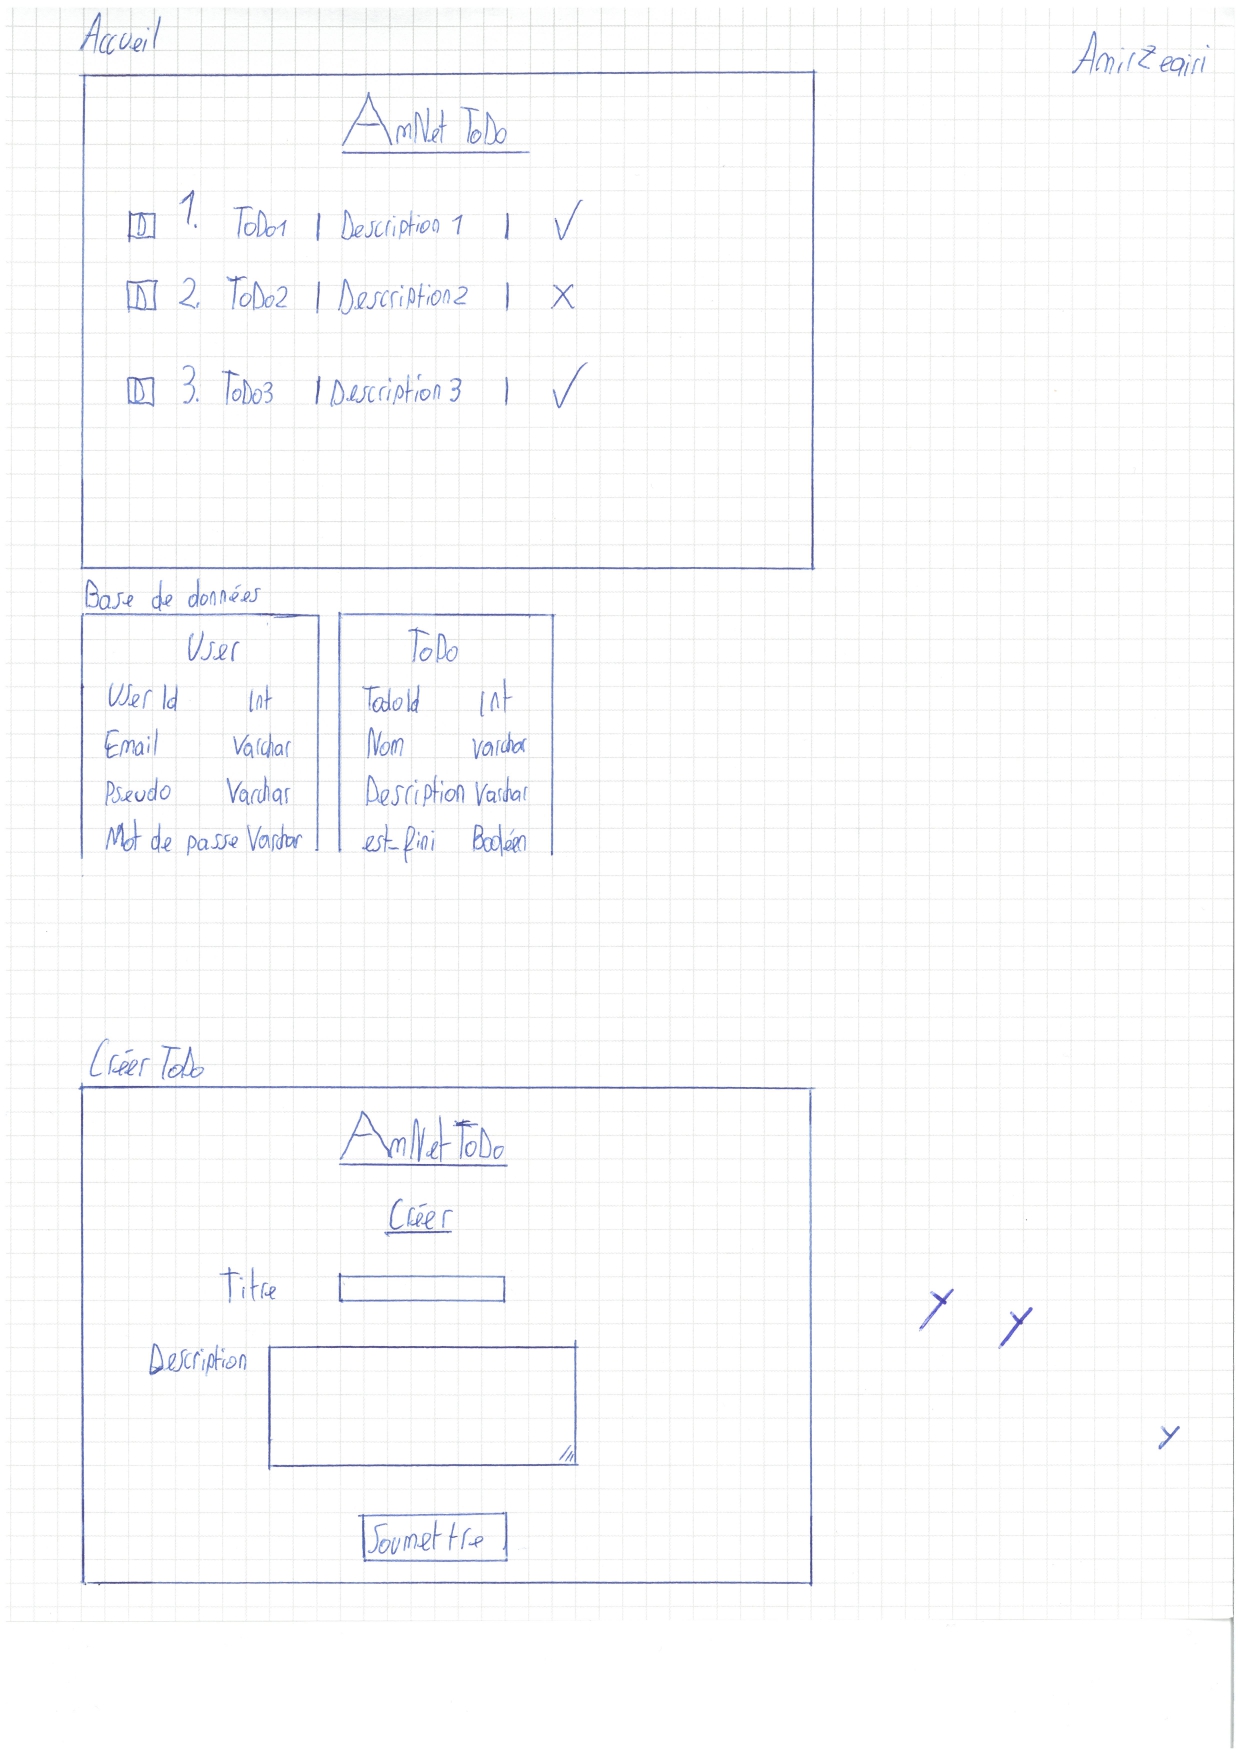 Accueil
Amir Zeqiri
AmNet ToDo
D 1. ToDo1 | Description 1 | ✓
D 2. ToDo2 | Description2 | X
D 3. ToDo3 | Description 3 | ✓
Base de données
User
User Id Int
Email Varchar
Pseudo Varchar
Mot de passe Varchar
ToDo
TodoId Int
Nom varchar
Description Varchar
est_fini Booléen
Créer ToDo
AmNet ToDo
Créer
Titre
Description
Soumettre